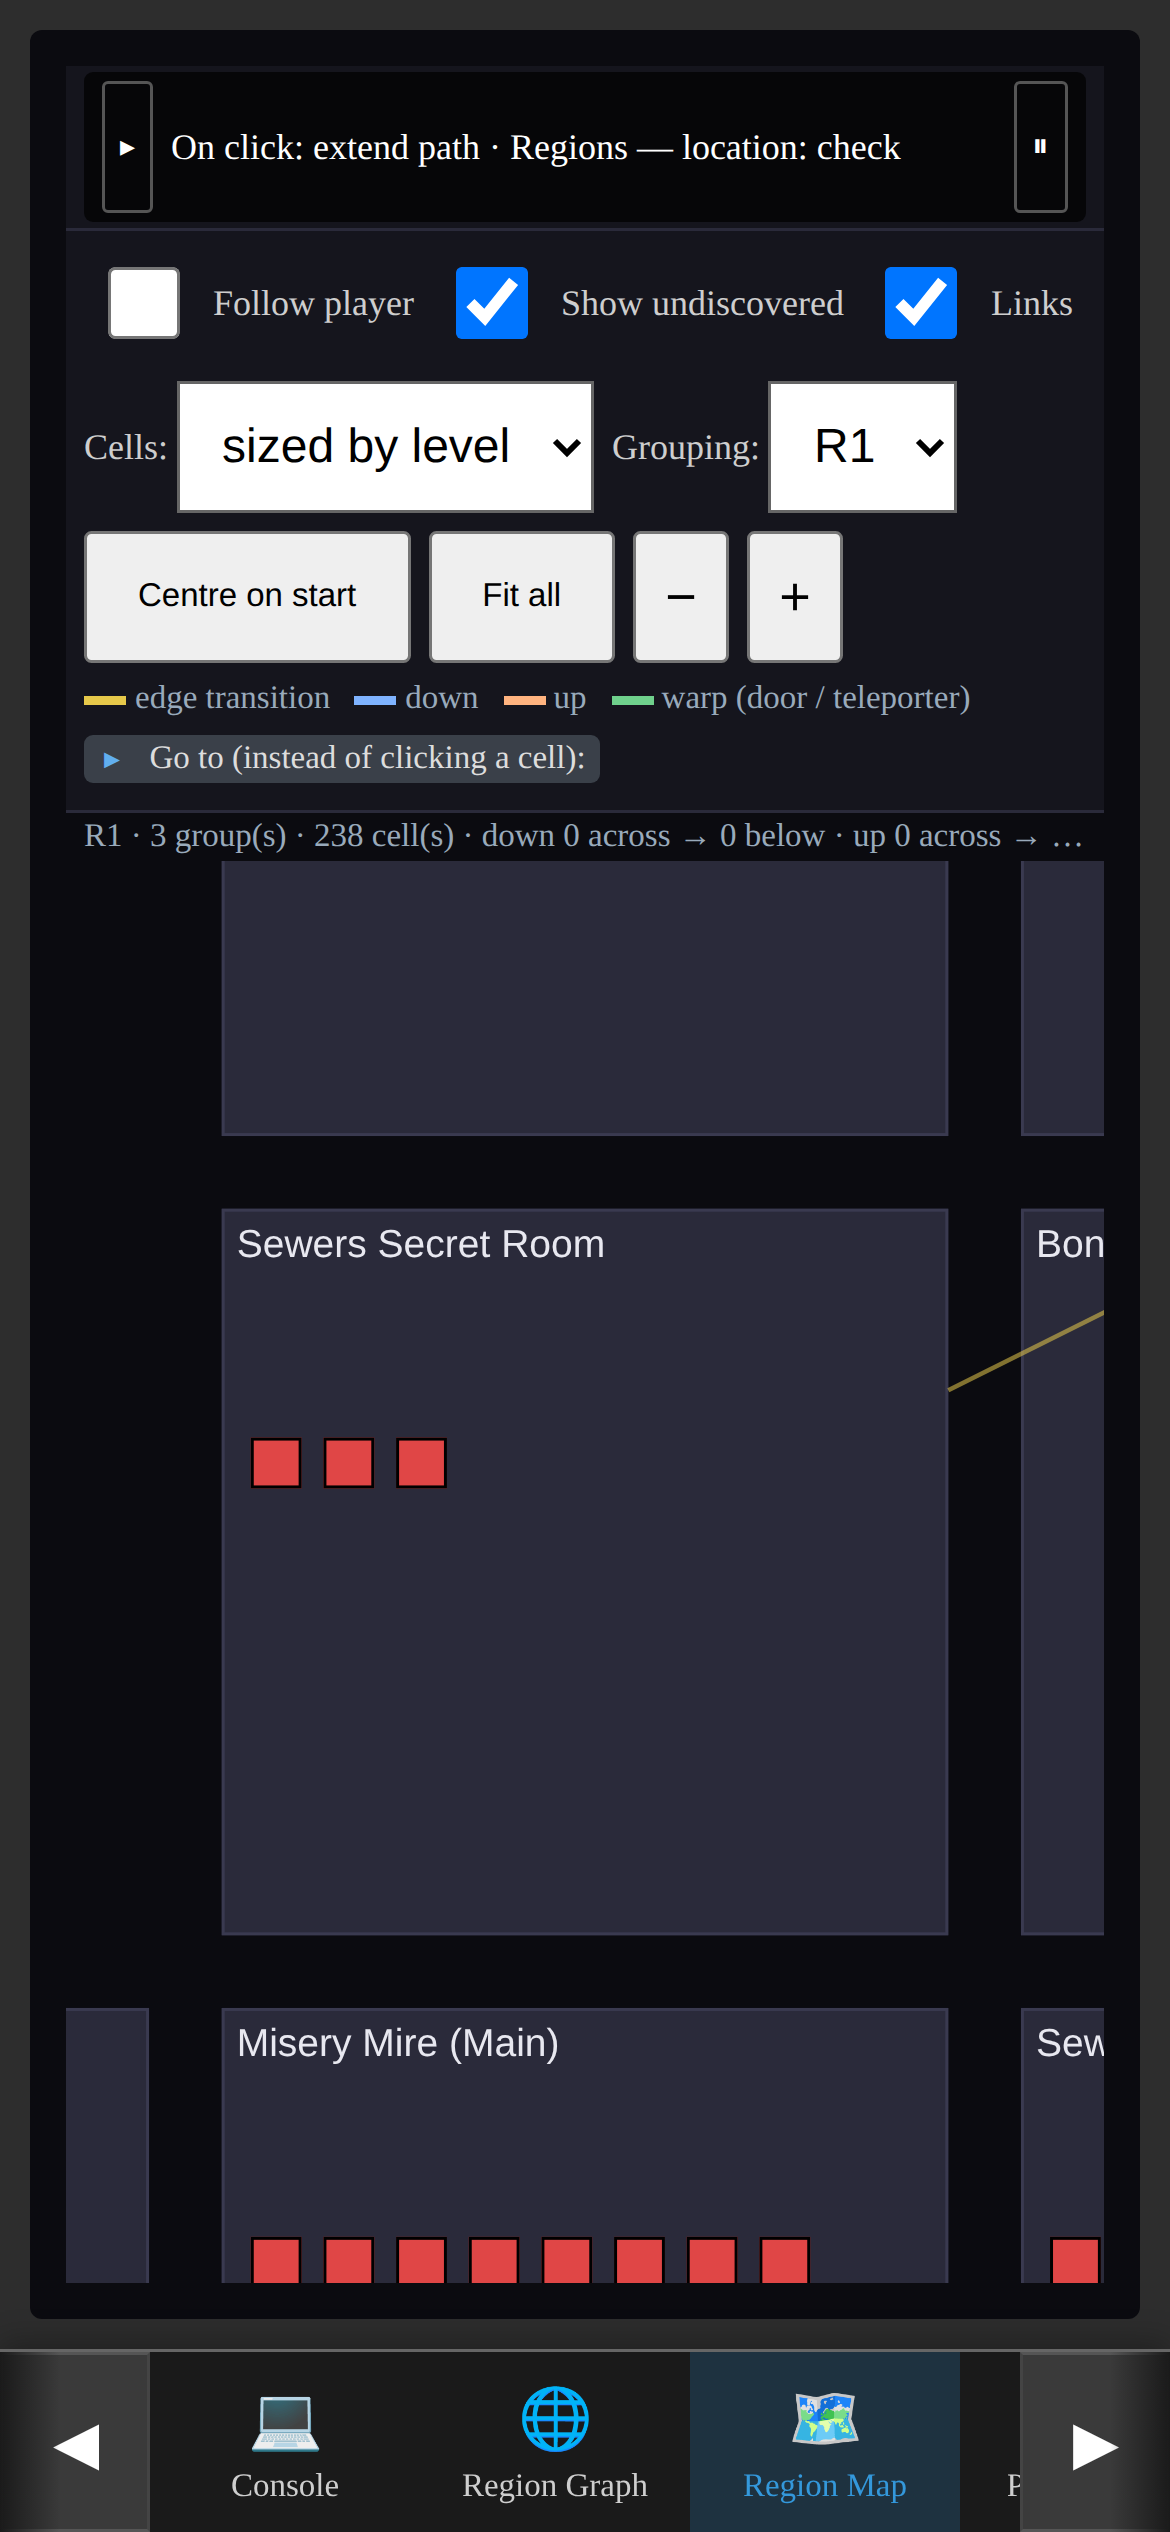 On click: extend path · Regions — location: check
Follow player
Show undiscovered
Links
Cells: sized by level
Grouping: R1
Centre on start
Fit all
−
+
edge transition
down
up
warp (door / teleporter)
Go to (instead of clicking a cell):
R1 · 3 group(s) · 238 cell(s) · down 0 across → 0 below · up 0 across → …
Sewers Secret Room
Bon
Misery Mire (Main)
Sew
Console
Region Graph
Region Map
P